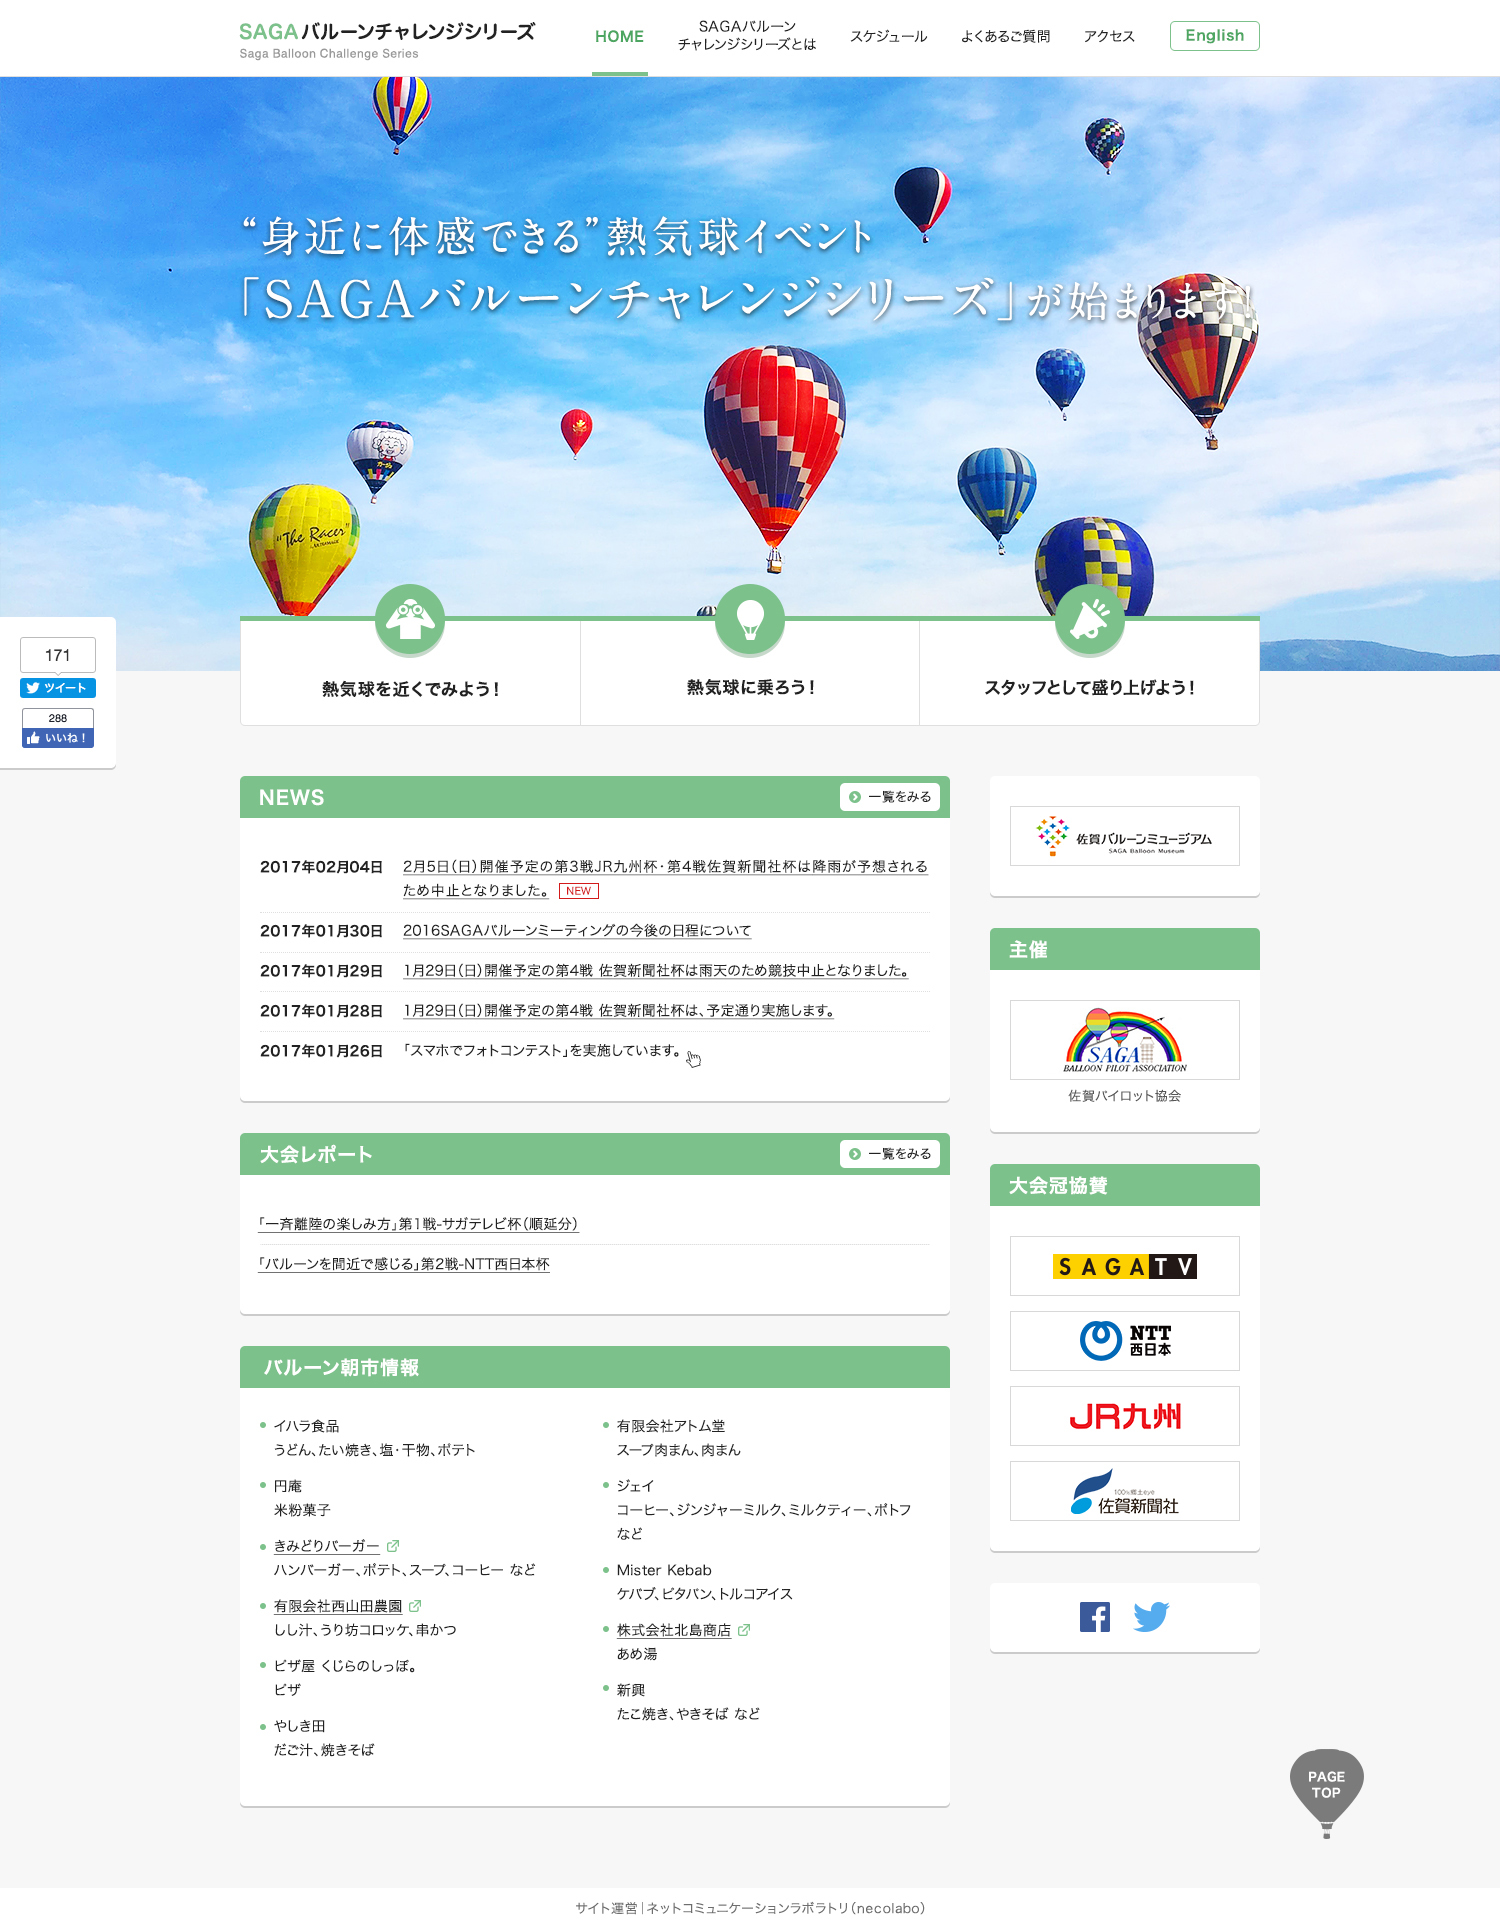 SAGAバルーンチャレンジシリーズ
Saga Balloon Challenge Series
HOME
SAGAバルーン
チャレンジシリーズとは
スケジュール
よくあるご質問
アクセス
English
“身近に体感できる”熱気球イベント
「SAGAバルーンチャレンジシリーズ」が始まります!
カール
"The Racer"
171
ツイート
288
いいね!
熱気球を近くでみよう!
熱気球に乗ろう!
スタッフとして盛り上げよう!
NEWS
一覧をみる
2017年02月04日
2月5日(日)開催予定の第3戦JR九州杯・第4戦佐賀新聞社杯は降雨が予想される
ため中止となりました。 NEW
2017年01月30日
2016SAGAバルーンミーティングの今後の日程について
2017年01月29日
1月29日(日)開催予定の第4戦 佐賀新聞社杯は雨天のため競技中止となりました。
2017年01月28日
1月29日(日)開催予定の第4戦 佐賀新聞社杯は、予定通り実施します。
2017年01月26日
「スマホでフォトコンテスト」を実施しています。
大会レポート
一覧をみる
「一斉離陸の楽しみ方」第1戦-サガテレビ杯(順延分)
「バルーンを間近で感じる」第2戦-NTT西日本杯
バルーン朝市情報
イハラ食品
うどん、たい焼き、塩・干物、ポテト
円庵
米粉菓子
きみどりバーガー
ハンバーガー、ポテト、スープ、コーヒー など
有限会社西山田農園
しし汁、うり坊コロッケ、串かつ
ピザ屋 くじらのしっぽ。
ピザ
やしき田
だご汁、焼きそば
有限会社アトム堂
スープ肉まん、肉まん
ジェイ
コーヒー、ジンジャーミルク、ミルクティー、ポトフ
など
Mister Kebab
ケバブ、ピタパン、トルコアイス
株式会社北島商店
あめ湯
新興
たこ焼き、やきそば など
佐賀バルーンミュージアム
SAGA Balloon Museum
主催
SAGA
BALLOON PILOT ASSOCIATION
佐賀パイロット協会
大会冠協賛
SAGATV
NTT
西日本
JR九州
100%郷土eye
佐賀新聞社
PAGE
TOP
サイト運営｜ネットコミュニケーションラボラトリ(necolabo)